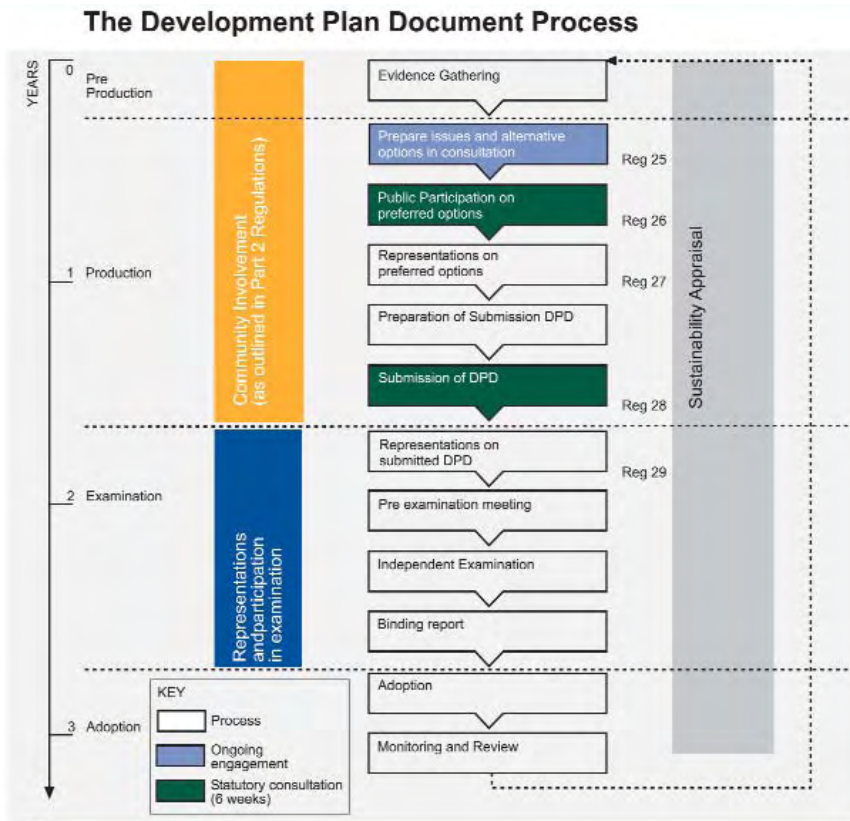 The Development Plan Document Process
YEARS
0
Pre
Production
1
Production
2
Examination
3
Adoption
Community Involvement
(as outlined in Part 2 Regulations)
Representations
andparticipation
in examination
Evidence Gathering
Prepare issues and alternative
options in consultation
Reg 25
Public Participation on
preferred options
Reg 26
Representations on
preferred options
Reg 27
Preparation of Submission DPD
Submission of DPD
Reg 28
Representations on
submitted DPD
Reg 29
Pre examination meeting
Independent Examination
Binding report
Adoption
Monitoring and Review
Sustainability Appraisal
KEY
Process
Ongoing
engagement
Statutory consultation
(6 weeks)